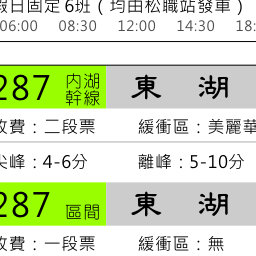 假日固定6班(均由松職站發車)
06:00 08:30 12:00 14:30 18:
287 内湖幹線 東湖
收費：二段票 緩衝區：美麗華
尖峰：4-6分 離峰：5-10分
287 區間 東湖
收費：一段票 緩衝區：無